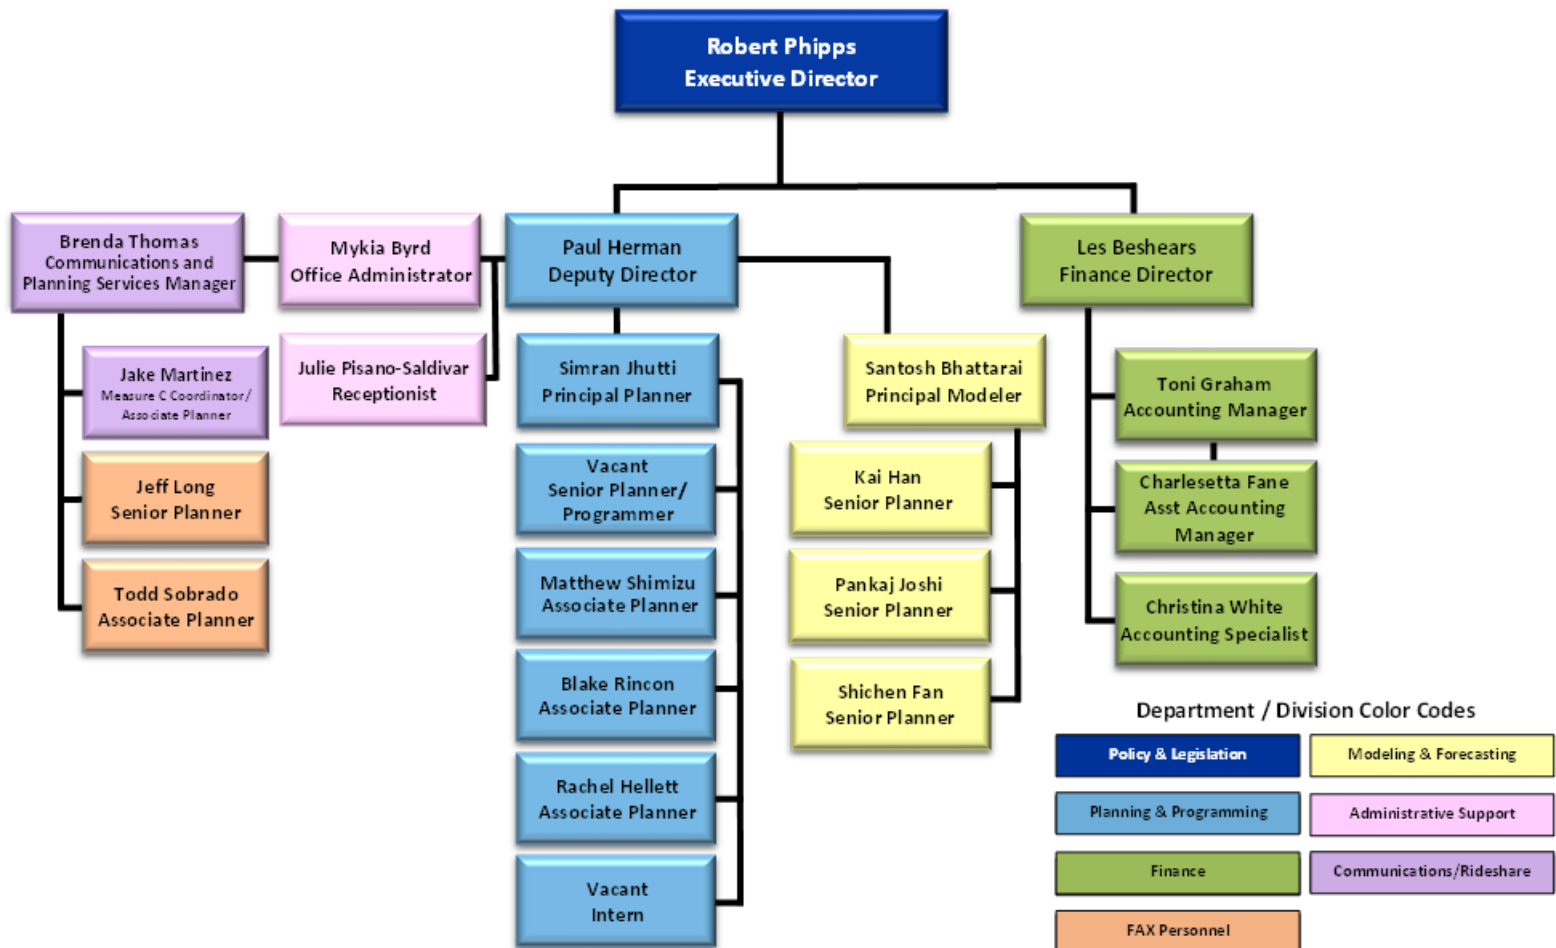 Robert Phipps
Executive Director
Brenda Thomas
Communications and
Planning Services Manager
Mykia Byrd
Office Administrator
Paul Herman
Deputy Director
Les Beshears
Finance Director
Jake Martinez
Measure C Coordinator/
Associate Planner
Jeff Long
Senior Planner
Todd Sobrado
Associate Planner
Julie Pisano-Saldivar
Receptionist
Simran Jhutti
Principal Planner
Vacant
Senior Planner/
Programmer
Matthew Shimizu
Associate Planner
Blake Rincon
Associate Planner
Rachel Hellett
Associate Planner
Vacant
Intern
Santosh Bhattarai
Principal Modeler
Kai Han
Senior Planner
Pankaj Joshi
Senior Planner
Shichen Fan
Senior Planner
Toni Graham
Accounting Manager
Charlesetta Fane
Asst Accounting
Manager
Christina White
Accounting Specialist
Department / Division Color Codes
Policy & Legislation
Modeling & Forecasting
Planning & Programming
Administrative Support
Finance
Communications/Rideshare
FAX Personnel